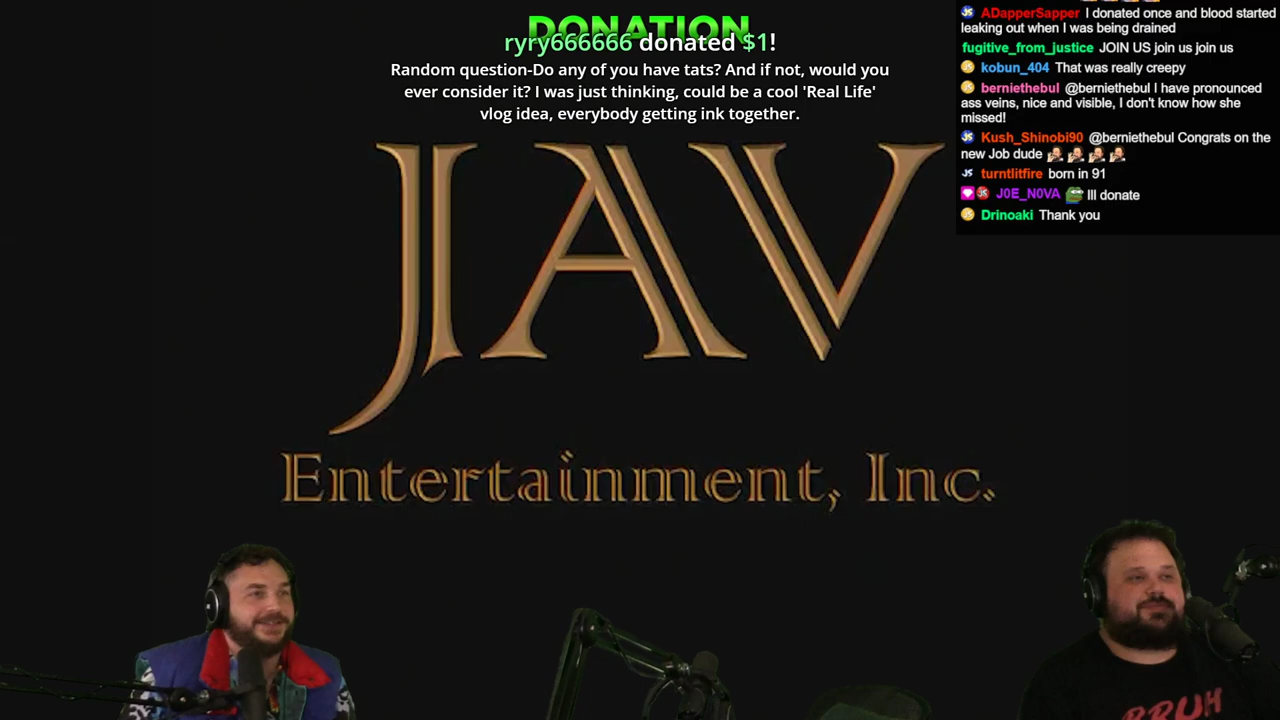 DONATION
ryry666666 donated $1!
Random question-Do any of you have tats? And if not, would you
ever consider it? I was just thinking, could be a cool 'Real Life'
vlog idea, everybody getting ink together.
ADapperSapper I donated once and blood started
leaking out when I was being drained
fugitive_from_justice JOIN US join us join us
kobun_404 That was really creepy
berniethebul @berniethebul I have pronounced
ass veins, nice and visible, I don't know how she
missed!
Kush_Shinobi90 @berniethebul Congrats on the
new Job dude
turntlitfire born in 91
J0E_N0VA Ill donate
Drinoaki Thank you
JAV
Entertainment, Inc.
BRUH